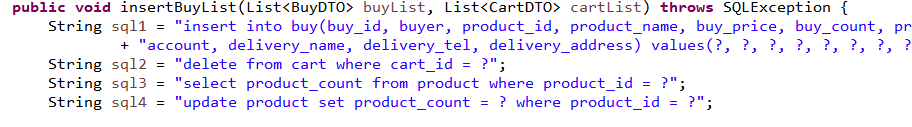 public void insertBuyList(List<BuyDTO> buyList, List<CartDTO> cartList) throws SQLException {
String sql1 = "insert into buy(buy_id, buyer, product_id, product_name, buy_price, buy_count, pr
+ "account, delivery_name, delivery_tel, delivery_address) values(?, ?, ?, ?, ?, ?, ?, ?
String sql2 = "delete from cart where cart_id = ?";
String sql3 = "select product_count from product where product_id = ?";
String sql4 = "update product set product_count = ? where product_id = ?";